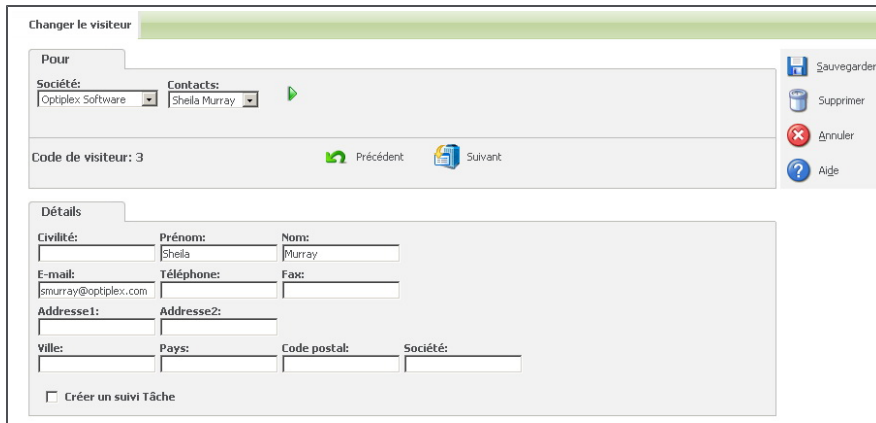 Changer le visiteur
Pour
Société: Contacts:
Optiplex Software Sheila Murray
Code de visiteur: 3 Précédent Suivant
Sauvegarder
Supprimer
Annuler
Aide
Détails
Civilité: Prénom: Nom:
Sheila Murray
E-mail: Téléphone: Fax:
smurray@optiplex.com
Addresse1: Addresse2:
Ville: Pays: Code postal: Société:
Créer un suivi Tâche